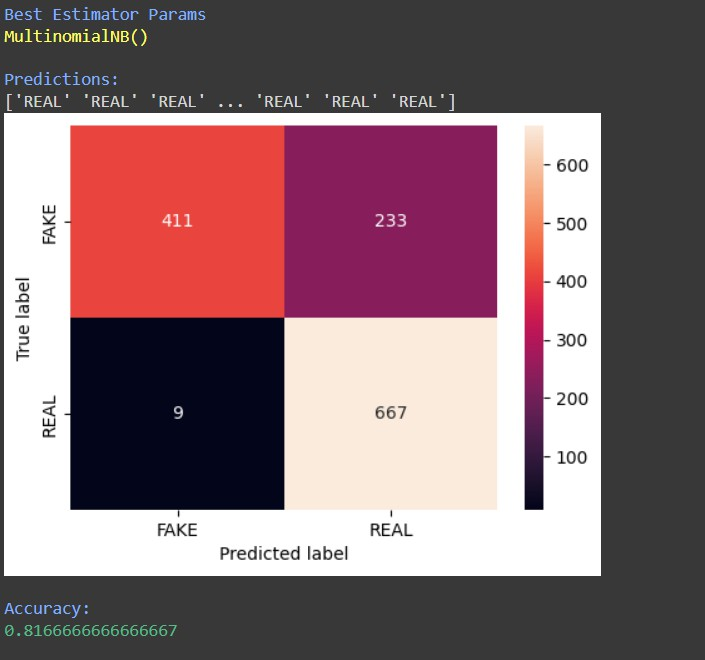 Best Estimator Params
MultinomialNB()
Predictions:
['REAL' 'REAL' 'REAL' ... 'REAL' 'REAL' 'REAL']
FAKE
411
233
REAL
9
667
True label
FAKE
REAL
Predicted label
600
500
400
300
200
100
Accuracy:
0.8166666666666667